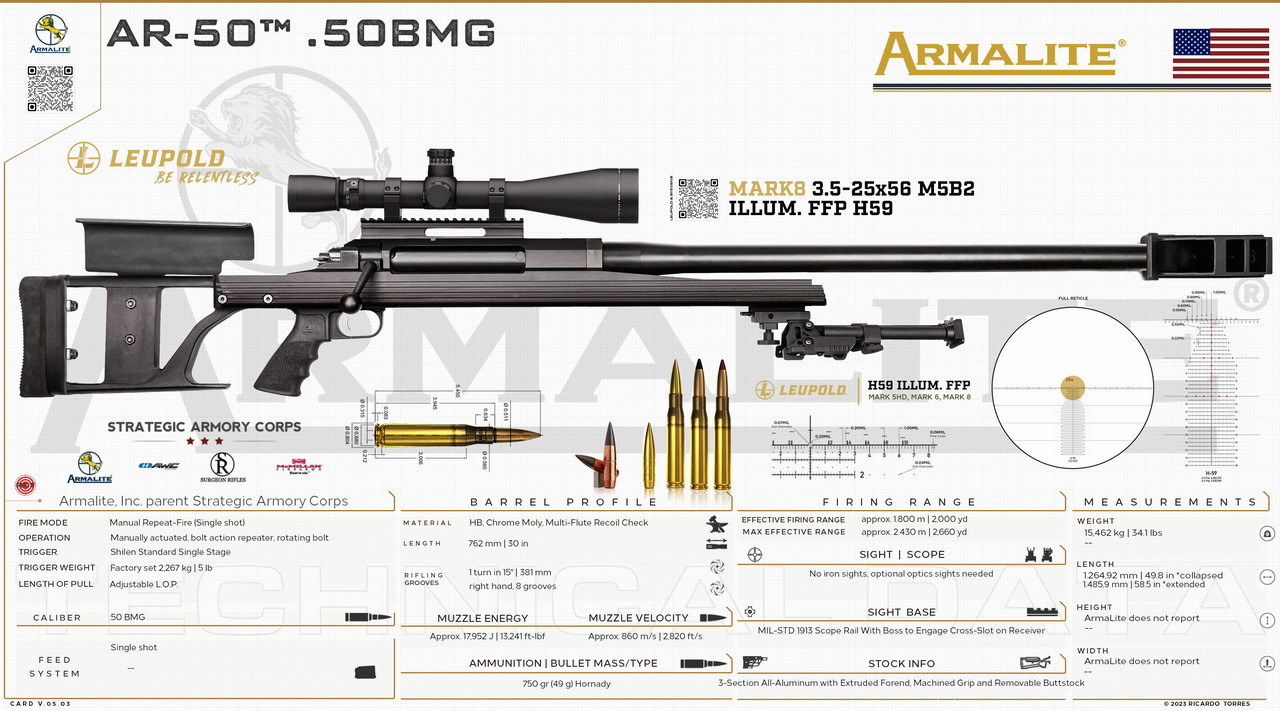 AR-50™ .50BMG
ARMALITE
ARMALITE®
LEUPOLD
BE RELENTLESS
MARK8 3.5-25x56 M5B2
ILLUM. FFP H59
ARMALITE®
FULL RETICLE
25x
LEUPOLD
H59 ILLUM. FFP
MARK 5HD, MARK 6, MARK 8
H-59
STRATEGIC ARMORY CORPS
ARMALITE
AWC
SURGEON RIFLES
McMILLAN
Armalite, Inc. parent Strategic Armory Corps
FIRE MODE Manual Repeat-Fire (Single shot)
OPERATION Manually actuated, bolt action repeater, rotating bolt
TRIGGER Shilen Standard Single Stage
TRIGGER WEIGHT Factory set 2,267 kg | 5 lb
LENGTH OF PULL Adjustable L.O.P.
CALIBER 50 BMG
Single shot
FEED
SYSTEM --
BARREL PROFILE
MATERIAL HB, Chrome Moly, Multi-Flute Recoil Check
LENGTH 762 mm | 30 in
RIFLING
GROOVES
1 turn in 15" | 381 mm
right hand, 8 grooves
MUZZLE ENERGY MUZZLE VELOCITY
Approx. 17,952 J | 13,241 ft-lbf Approx. 860 m/s | 2,820 ft/s
AMMUNITION | BULLET MASS/TYPE
750 gr (49 g) Hornady
FIRING RANGE
EFFECTIVE FIRING RANGE approx. 1.800 m | 2,000 yd
MAX EFFECTIVE RANGE approx. 2.430 m | 2,660 yd
SIGHT | SCOPE
No iron sights, optional optics sights needed
SIGHT BASE
MIL-STD 1913 Scope Rail With Boss to Engage Cross-Slot on Receiver
STOCK INFO
3-Section All-Aluminum with Extruded Forend, Machined Grip and Removable Buttstock
MEASUREMENTS
WEIGHT
15,462 kg | 34.1 lbs
--
LENGTH
1.264,92 mm | 49.8 in *collapsed
1.485,9 mm | 58.5 in *extended
HEIGHT
ArmaLite does not report
--
WIDTH
ArmaLite does not report
--
TECHNICAL DATA
CARD V.05.03
© 2023 RICARDO TORRES